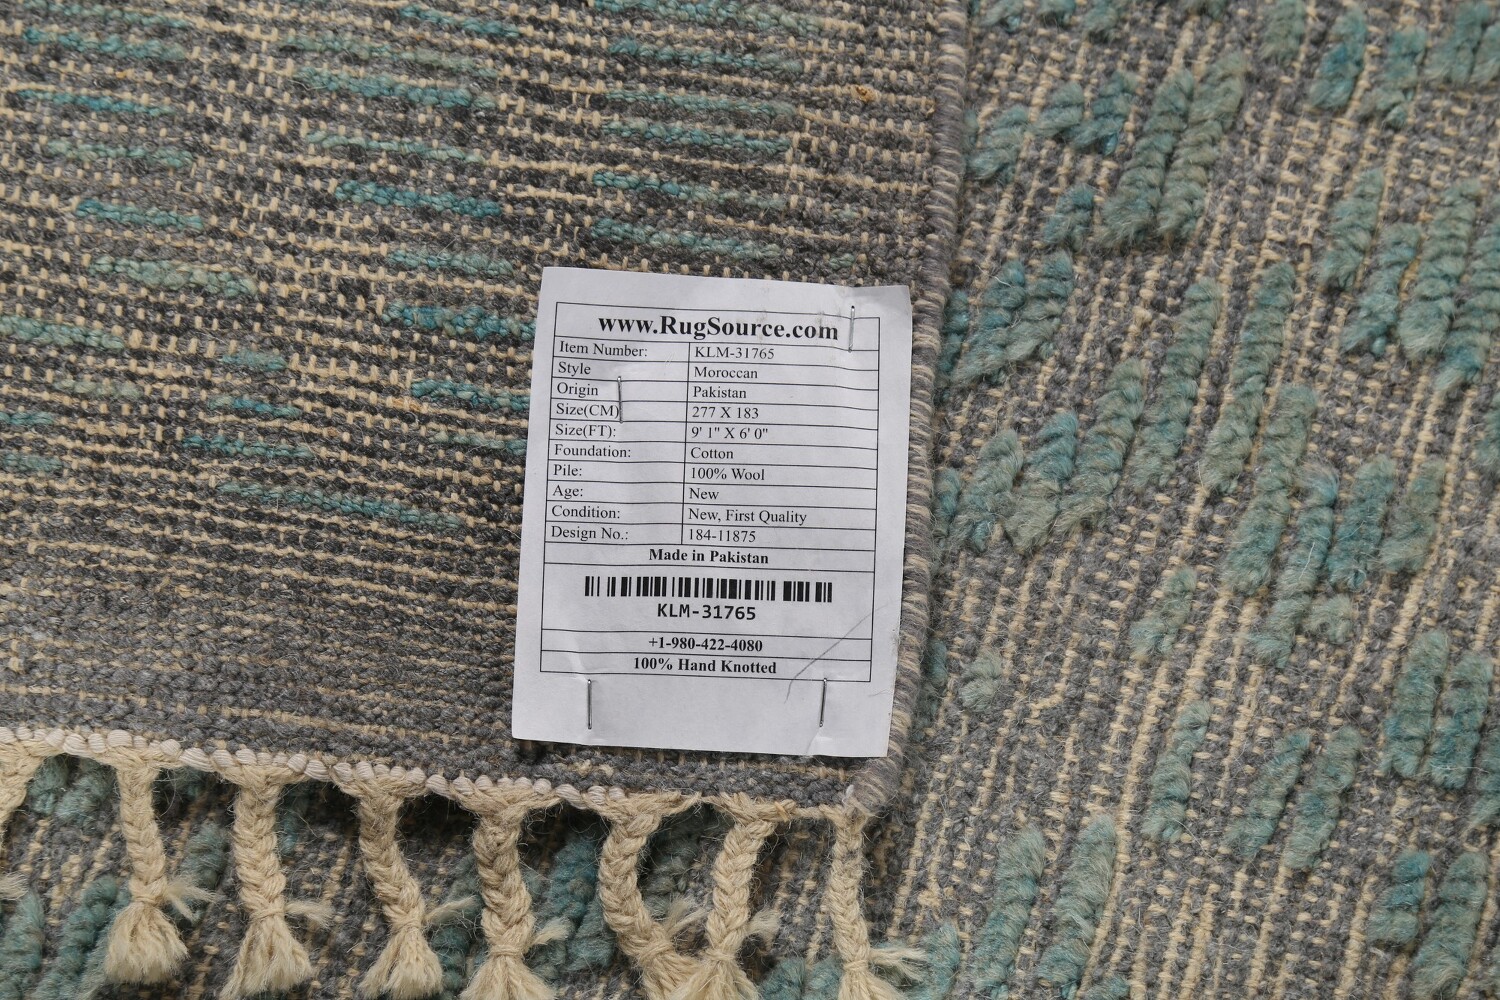 www.RugSource.com
Item Number: KLM-31765
Style Moroccan
Origin Pakistan
Size(CM) 277 X 183
Size(FT): 9' 1" X 6' 0"
Foundation: Cotton
Pile: 100% Wool
Age: New
Condition: New, First Quality
Design No.: 184-11875
Made in Pakistan
KLM-31765
+1-980-422-4080
100% Hand Knotted